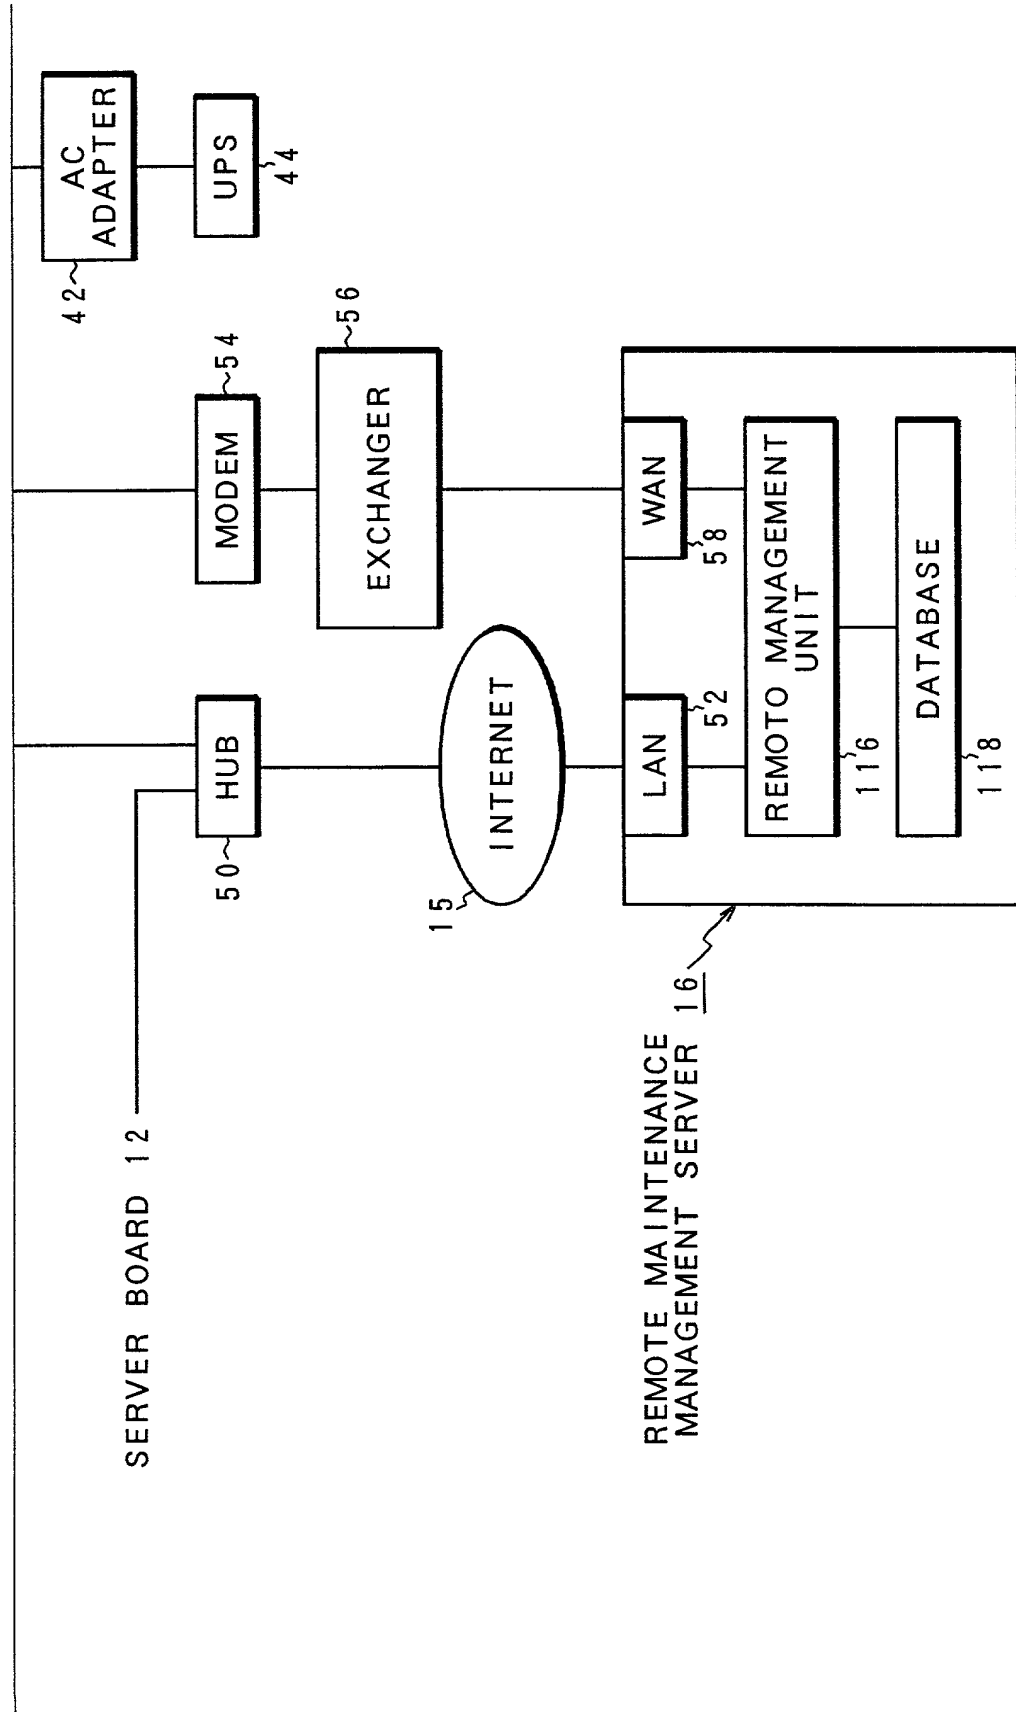 SERVER BOARD 12
HUB
50
MODEM
54
AC
ADAPTER
42
UPS
44
EXCHANGER
56
INTERNET
15
REMOTE MAINTENANCE
MANAGEMENT SERVER 16
LAN
52
WAN
58
REMOTO MANAGEMENT
UNIT
116
DATABASE
118